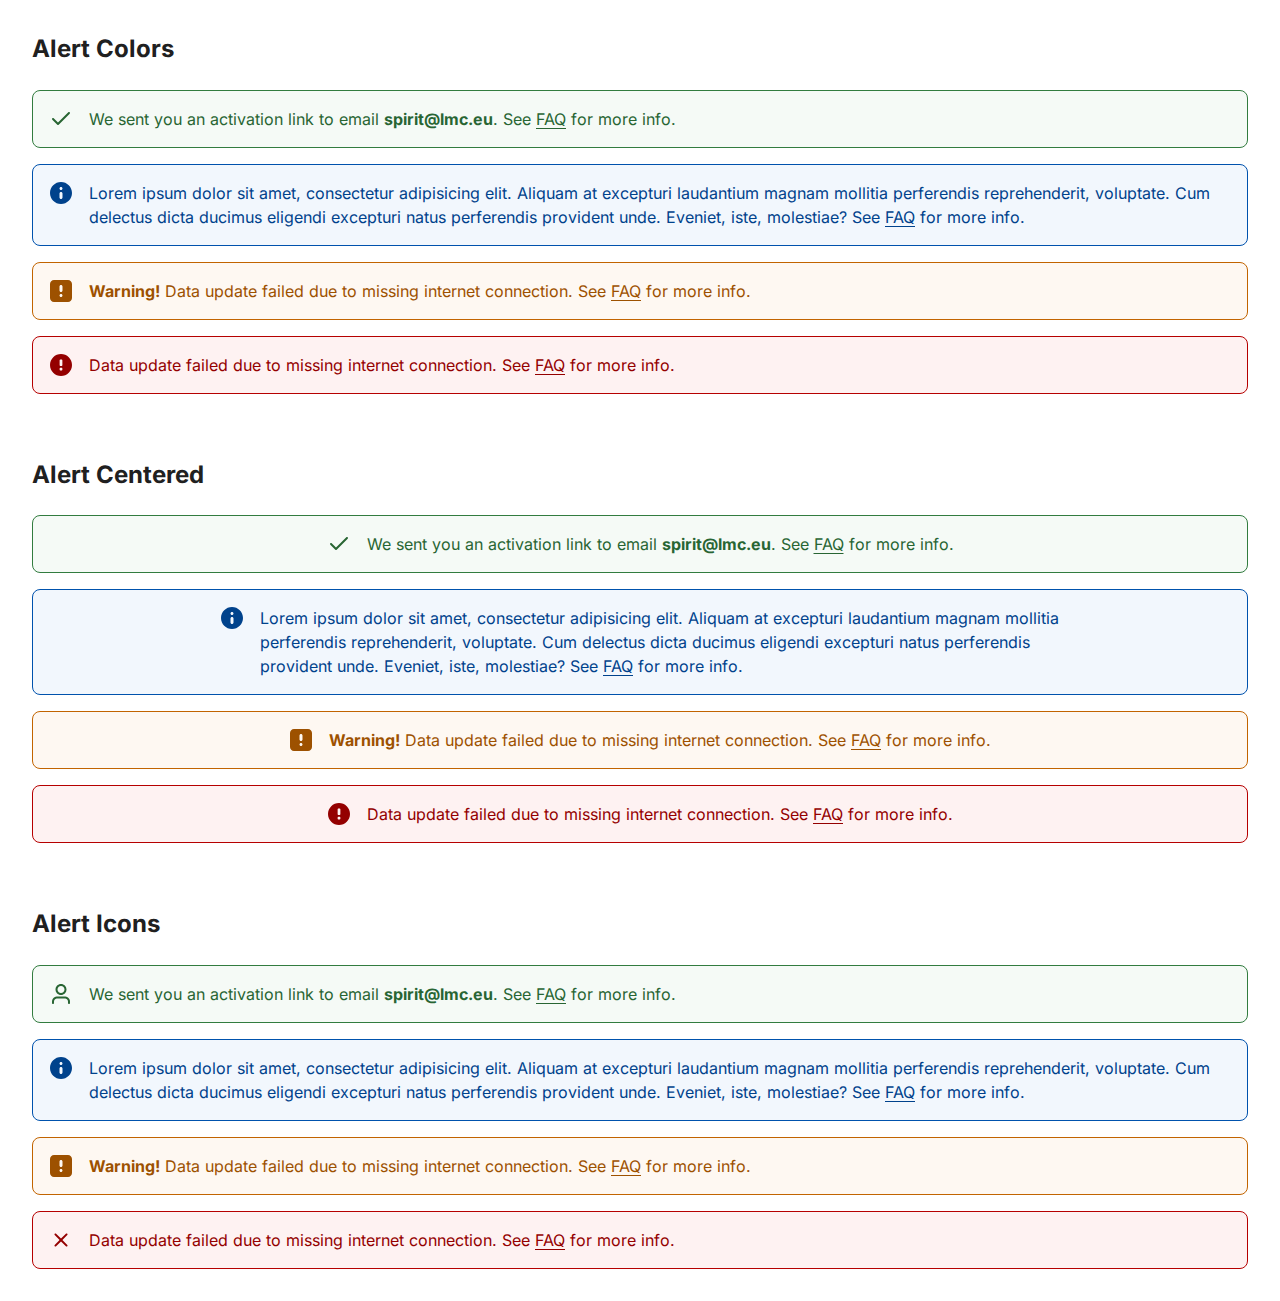 Alert Colors
We sent you an activation link to email spirit@lmc.eu. See FAQ for more info.
Lorem ipsum dolor sit amet, consectetur adipisicing elit. Aliquam at excepturi laudantium magnam mollitia perferendis reprehenderit, voluptate. Cum
delectus dicta ducimus eligendi excepturi natus perferendis provident unde. Eveniet, iste, molestiae? See FAQ for more info.
Warning! Data update failed due to missing internet connection. See FAQ for more info.
Data update failed due to missing internet connection. See FAQ for more info.
Alert Centered
We sent you an activation link to email spirit@lmc.eu. See FAQ for more info.
Lorem ipsum dolor sit amet, consectetur adipisicing elit. Aliquam at excepturi laudantium magnam mollitia
perferendis reprehenderit, voluptate. Cum delectus dicta ducimus eligendi excepturi natus perferendis
provident unde. Eveniet, iste, molestiae? See FAQ for more info.
Warning! Data update failed due to missing internet connection. See FAQ for more info.
Data update failed due to missing internet connection. See FAQ for more info.
Alert Icons
We sent you an activation link to email spirit@lmc.eu. See FAQ for more info.
Lorem ipsum dolor sit amet, consectetur adipisicing elit. Aliquam at excepturi laudantium magnam mollitia perferendis reprehenderit, voluptate. Cum
delectus dicta ducimus eligendi excepturi natus perferendis provident unde. Eveniet, iste, molestiae? See FAQ for more info.
Warning! Data update failed due to missing internet connection. See FAQ for more info.
Data update failed due to missing internet connection. See FAQ for more info.